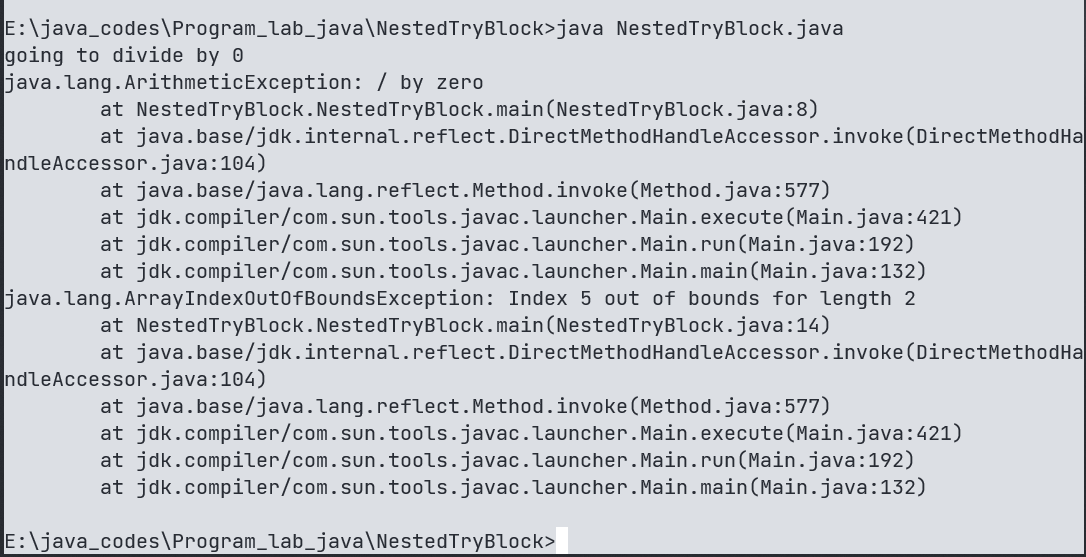 E:\java_codes\Program_lab_java\NestedTryBlock>java NestedTryBlock.java
going to divide by 0
java.lang.ArithmeticException: / by zero
        at NestedTryBlock.NestedTryBlock.main(NestedTryBlock.java:8)
        at java.base/jdk.internal.reflect.DirectMethodHandleAccessor.invoke(DirectMethodHa
ndleAccessor.java:104)
        at java.base/java.lang.reflect.Method.invoke(Method.java:577)
        at jdk.compiler/com.sun.tools.javac.launcher.Main.execute(Main.java:421)
        at jdk.compiler/com.sun.tools.javac.launcher.Main.run(Main.java:192)
        at jdk.compiler/com.sun.tools.javac.launcher.Main.main(Main.java:132)
java.lang.ArrayIndexOutOfBoundsException: Index 5 out of bounds for length 2
        at NestedTryBlock.NestedTryBlock.main(NestedTryBlock.java:14)
        at java.base/jdk.internal.reflect.DirectMethodHandleAccessor.invoke(DirectMethodHa
ndleAccessor.java:104)
        at java.base/java.lang.reflect.Method.invoke(Method.java:577)
        at jdk.compiler/com.sun.tools.javac.launcher.Main.execute(Main.java:421)
        at jdk.compiler/com.sun.tools.javac.launcher.Main.run(Main.java:192)
        at jdk.compiler/com.sun.tools.javac.launcher.Main.main(Main.java:132)

E:\java_codes\Program_lab_java\NestedTryBlock>